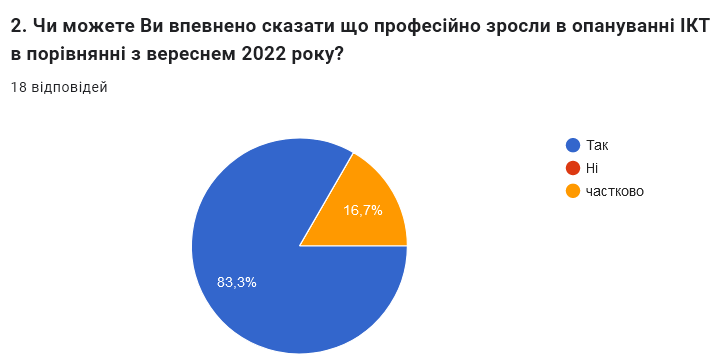 2. Чи можете Ви впевнено сказати що професійно зросли в опануванні ІКТ
в порівнянні з вереснем 2022 року?
18 відповідей
Так
Ні
частково
16,7%
83,3%